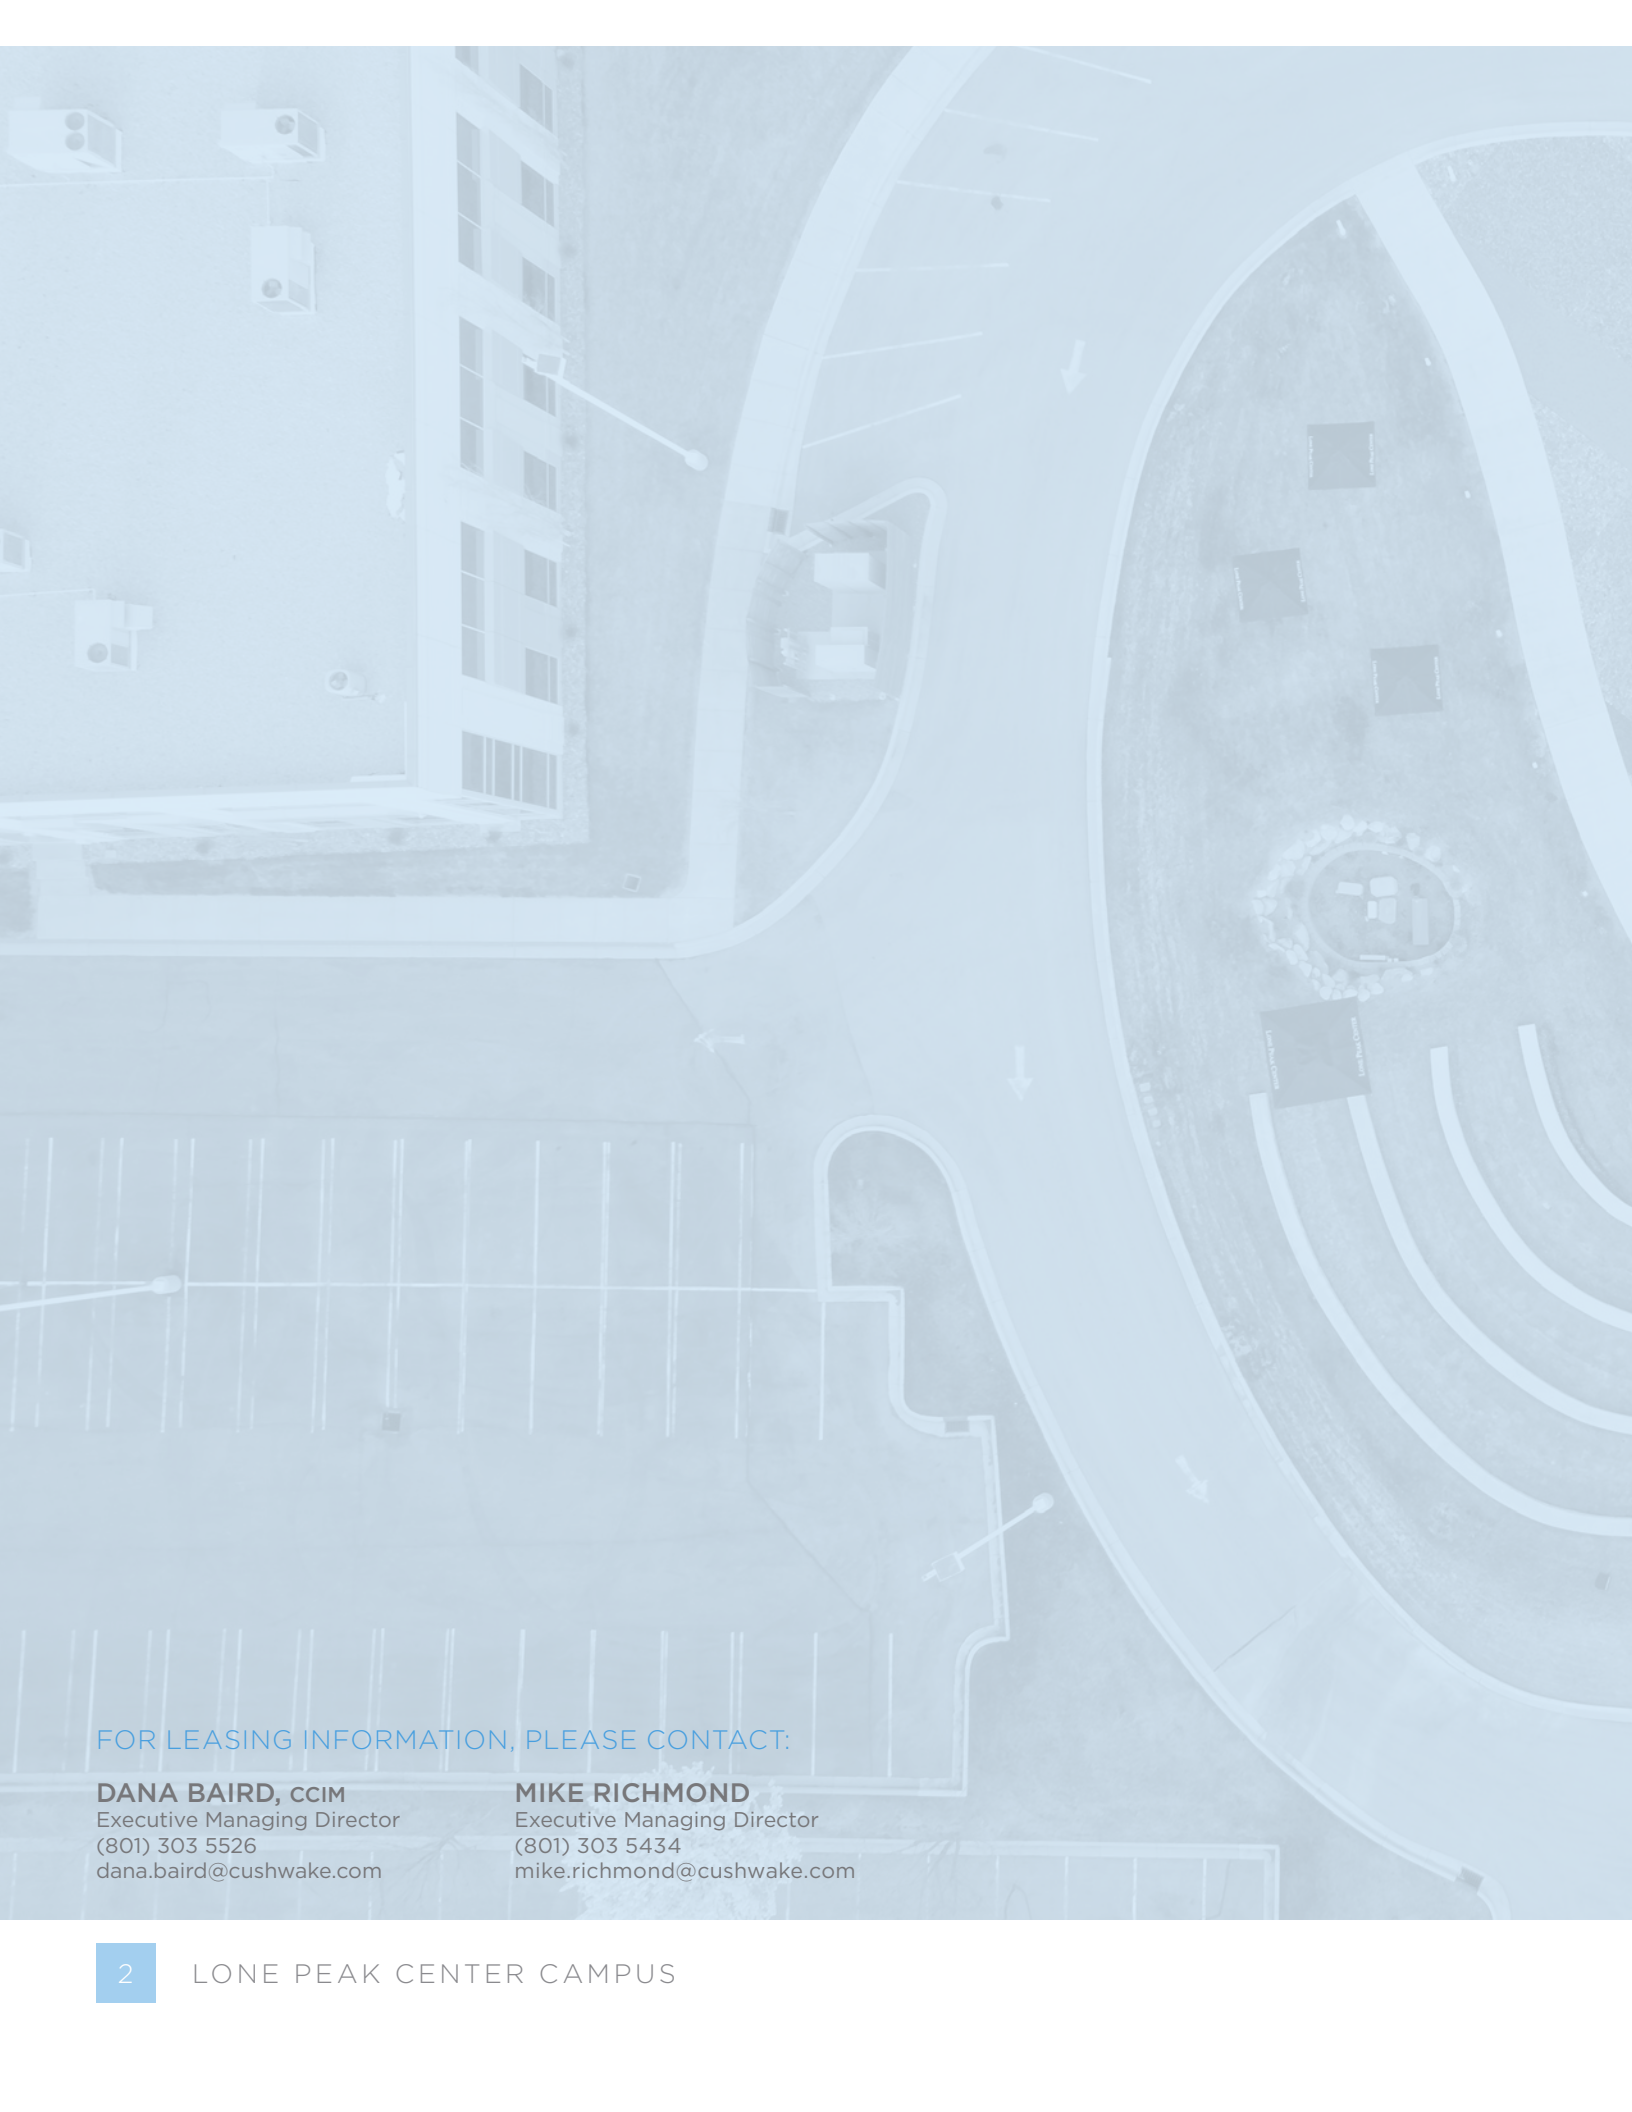 FOR LEASING INFORMATION, PLEASE CONTACT:
DANA BAIRD, CCIM
Executive Managing Director
(801) 303 5526
dana.baird@cushwake.com
MIKE RICHMOND
Executive Managing Director
(801) 303 5434
mike.richmond@cushwake.com
2 LONE PEAK CENTER CAMPUS